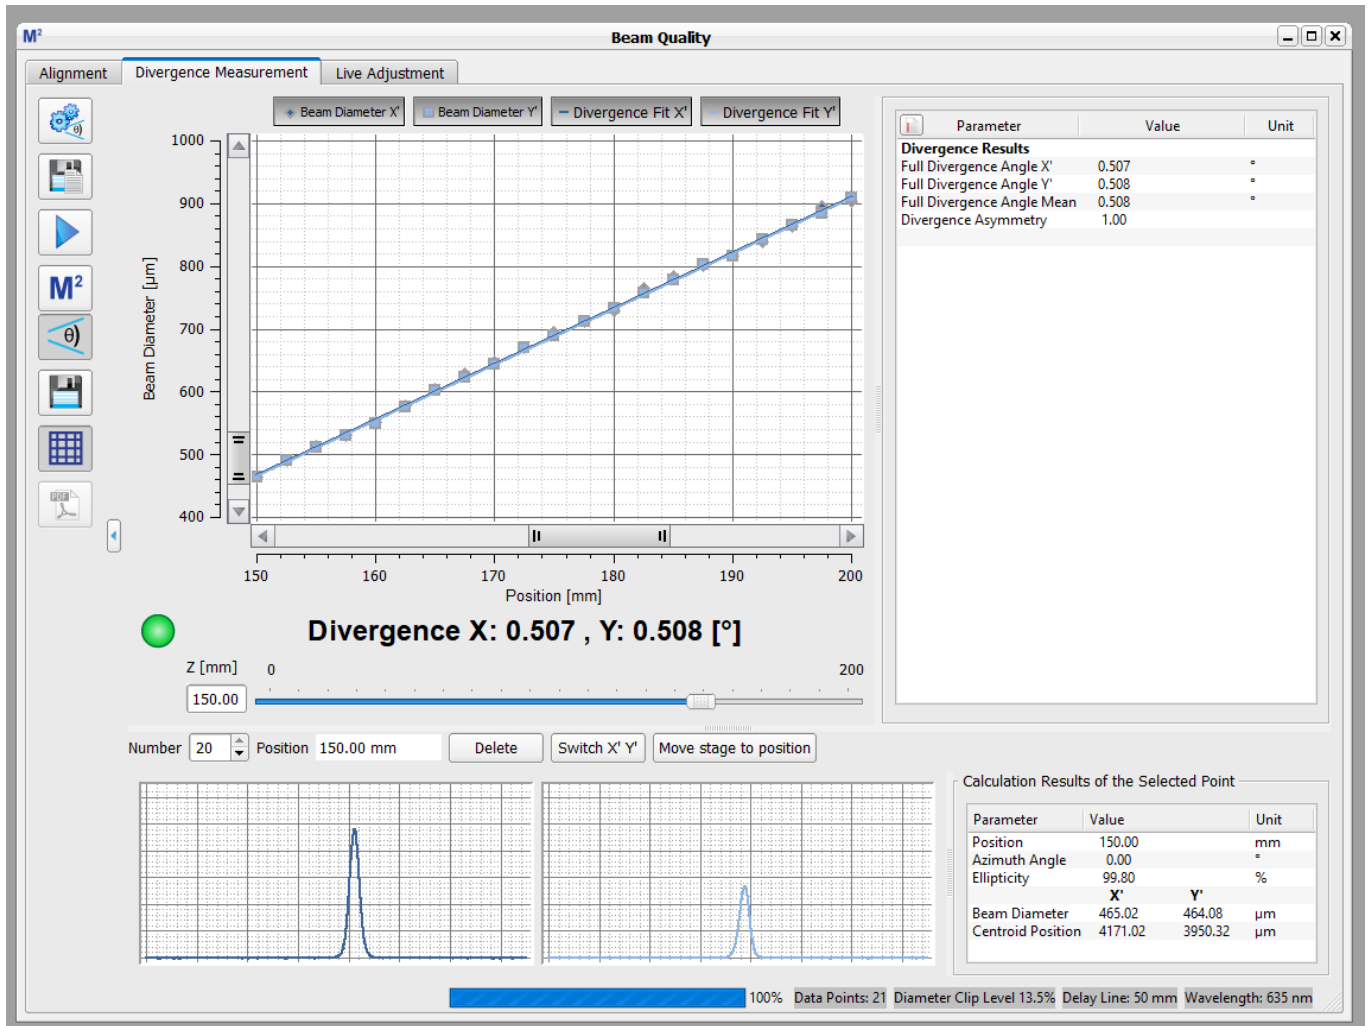 M² Beam Quality
Alignment Divergence Measurement Live Adjustment
Beam Diameter X' Beam Diameter Y' Divergence Fit X' Divergence Fit Y'
1000
900
800
700
600
500
400
Beam Diameter [µm]
150 160 170 180 190 200
Position [mm]
θ)
M²
θ)
PDF
Divergence X: 0.507 , Y: 0.508 [°]
Z [mm] 0 200
150.00
Parameter Value Unit
Divergence Results
Full Divergence Angle X' 0.507 °
Full Divergence Angle Y' 0.508 °
Full Divergence Angle Mean 0.508 °
Divergence Asymmetry 1.00
Number 20 Position 150.00 mm Delete Switch X' Y' Move stage to position
Calculation Results of the Selected Point
Parameter Value Unit
Position 150.00 mm
Azimuth Angle 0.00 °
Ellipticity 99.80 %
X' Y'
Beam Diameter 465.02 464.08 µm
Centroid Position 4171.02 3950.32 µm
100% Data Points: 21 Diameter Clip Level 13.5% Delay Line: 50 mm Wavelength: 635 nm